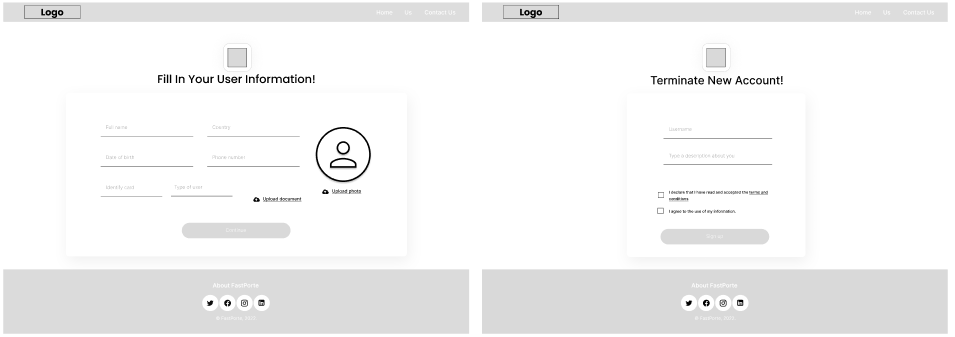 Logo
Home Us Contact Us
Fill In Your User Information!
Full name
Country
Date of birth
Phone number
Identity card
Type of user
Upload document
Upload photo
Continue
About FastPorte
© FastPorte, 2023.
Logo
Home Us Contact Us
Terminate New Account!
Username
Type a description about you
I declare that I have read and accepted the terms and
conditions
I agree to the use of my information.
Sign up
About FastPorte